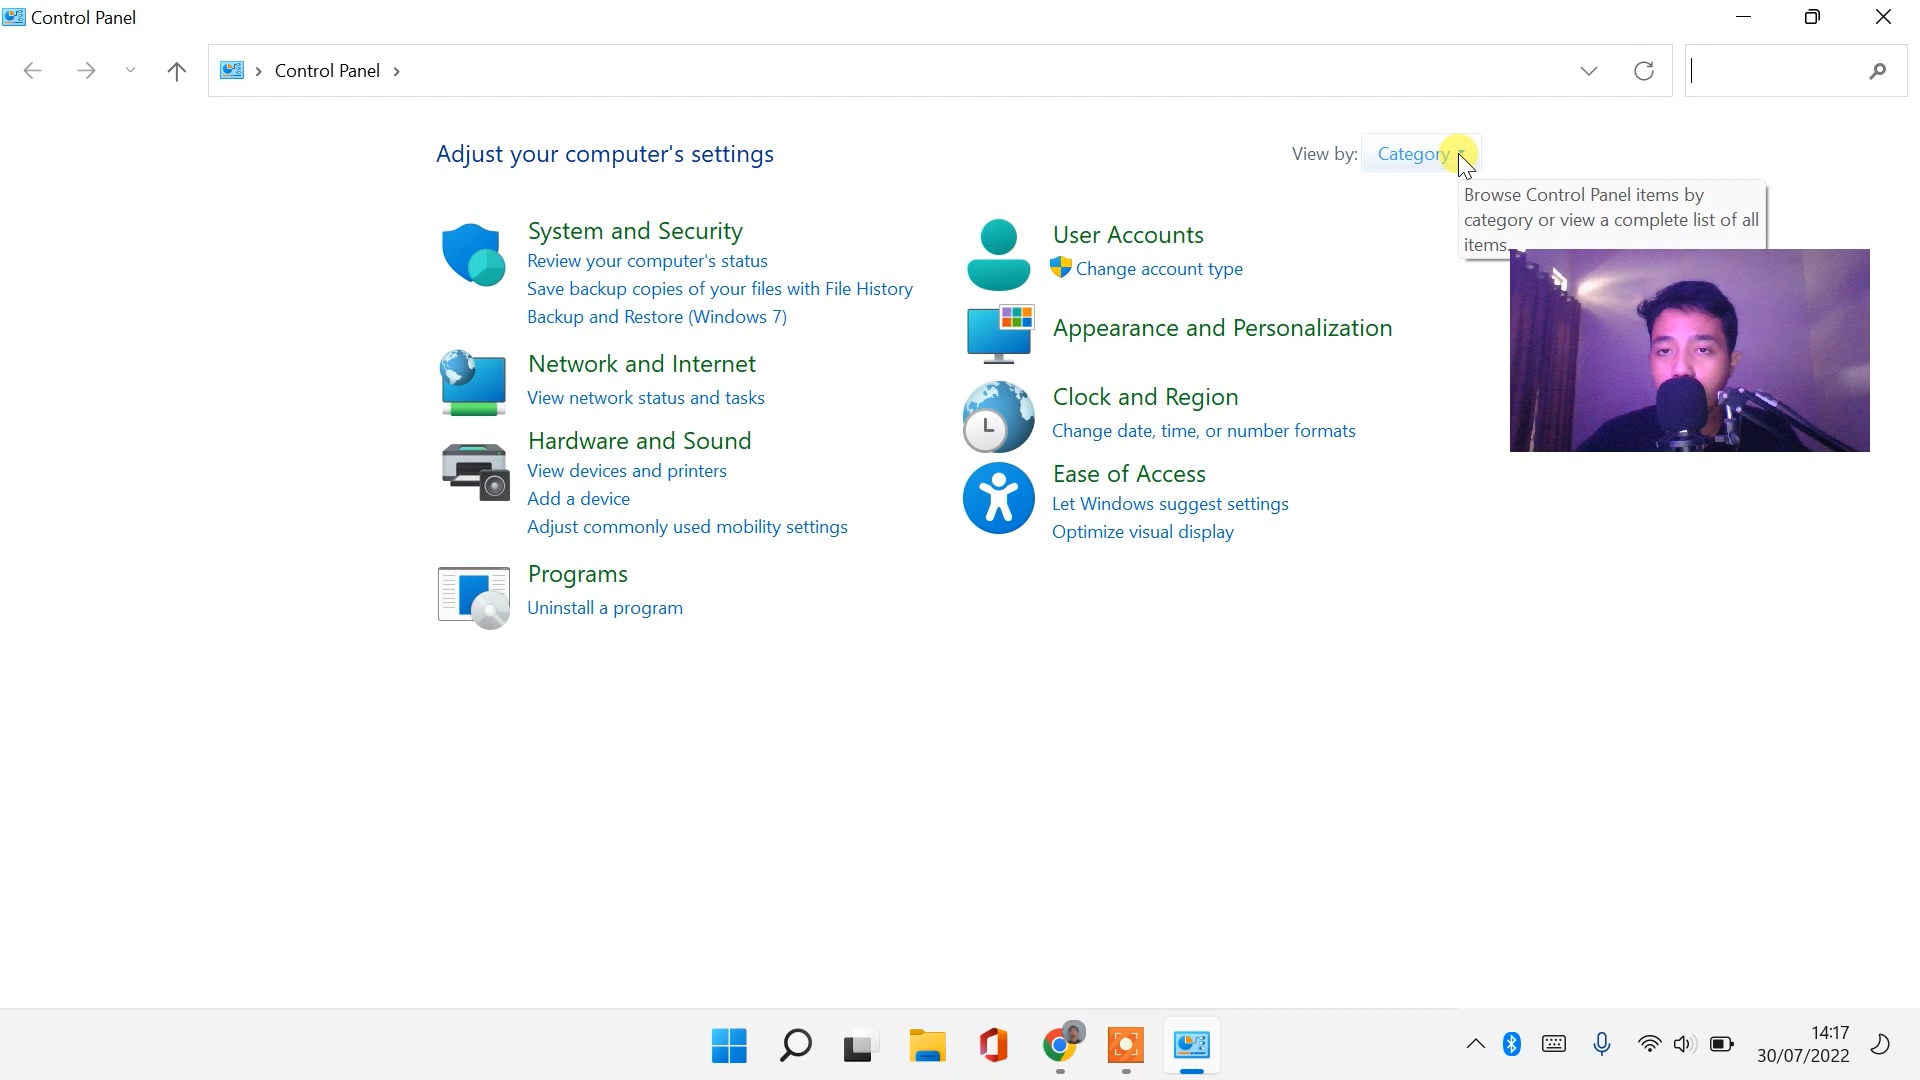 Control Panel
Control Panel
Adjust your computer's settings
View by: Category
Browse Control Panel items by
category or view a complete list of all
items.
System and Security
Review your computer's status
Save backup copies of your files with File History
Backup and Restore (Windows 7)
Network and Internet
View network status and tasks
Hardware and Sound
View devices and printers
Add a device
Adjust commonly used mobility settings
Programs
Uninstall a program
User Accounts
Change account type
Appearance and Personalization
Clock and Region
Change date, time, or number formats
Ease of Access
Let Windows suggest settings
Optimize visual display
14:17
30/07/2022